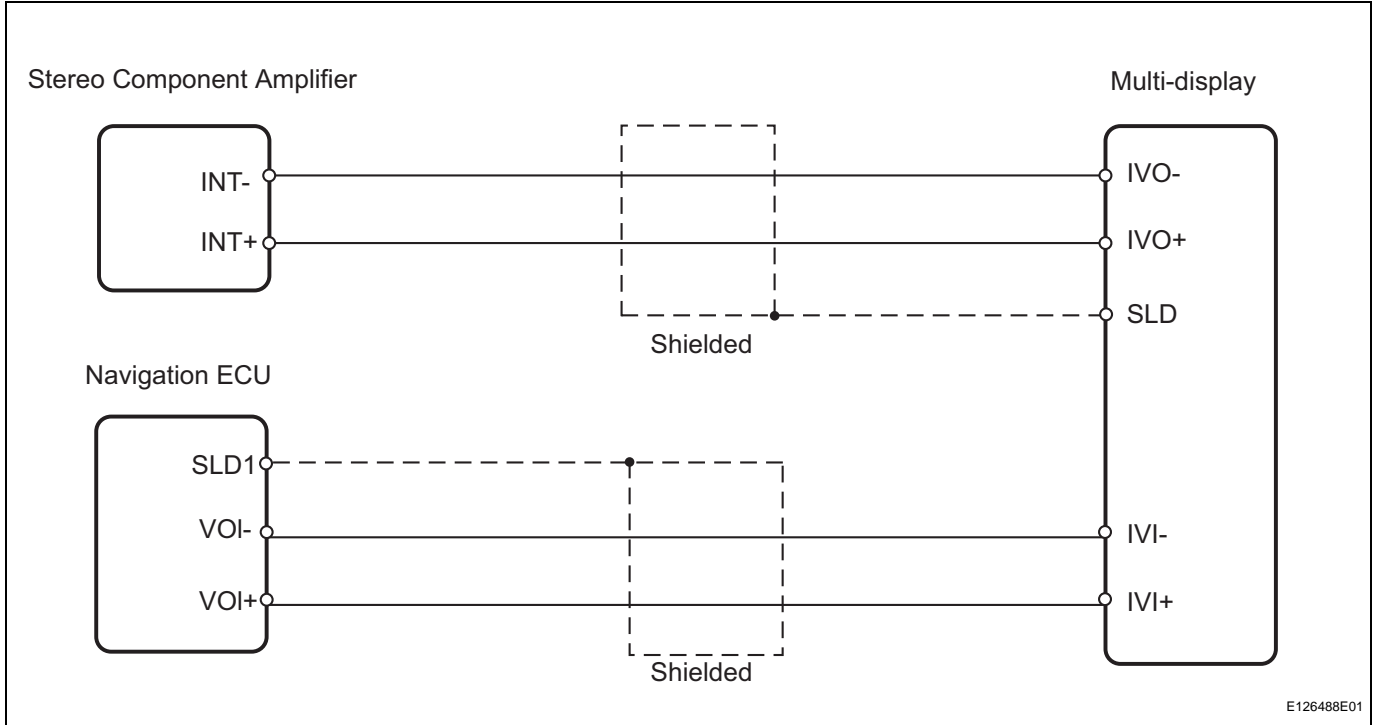 Stereo Component Amplifier
Multi-display
INT-
IVO-
INT+
IVO+
SLD
Shielded
Navigation ECU
SLD1
VOI-
IVI-
VOI+
IVI+
Shielded
E126488E01